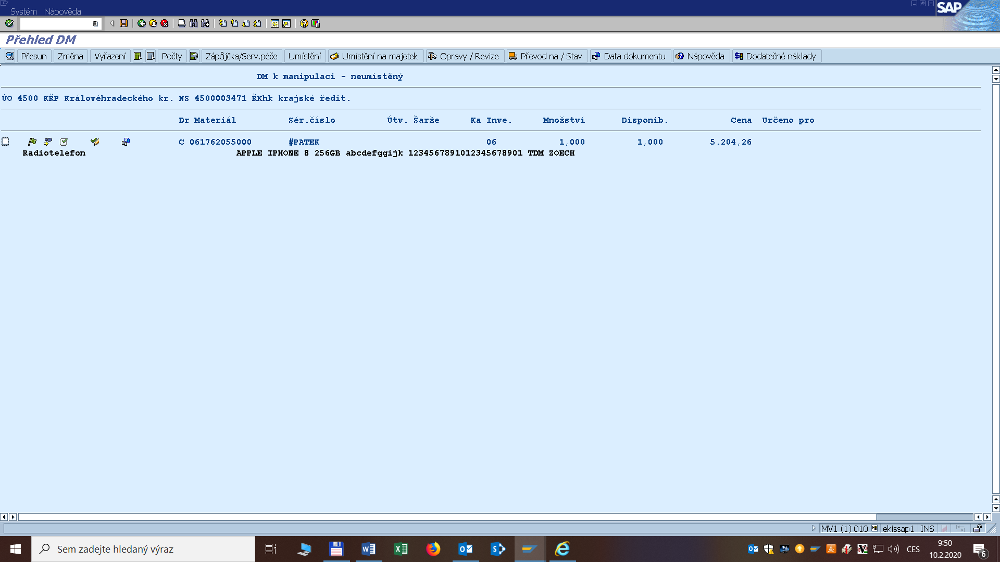 Systém Nápověda
SAP
Přehled DM
Přesun Změna Vyřazení Počty Zápůjčka/Serv.péče Umístění Umístění na majetek Opravy / Revize Převod na / Stav Data dokumentu Nápověda Dodatečné náklady
DM k manipulaci - neumístěný
ÚO 4500 KŘP Královéhradeckého kr. NS 4500003471 ŘKhk krajské ředit.
Dr Materiál Sér.číslo Útv. Šarže Ka Inve. Množství Disponib. Cena Určeno pro
C 061762055000 #PATEK 06 1,000 1,000 5.204,26
Radiotelefon APPLE IPHONE 8 256GB abcdefggijk 1234567891012345678901 TDM ZOECH
MV1 (1) 010 ekissap1 INS
Sem zadejte hledaný výraz
CES
9:50
10.2.2020
6